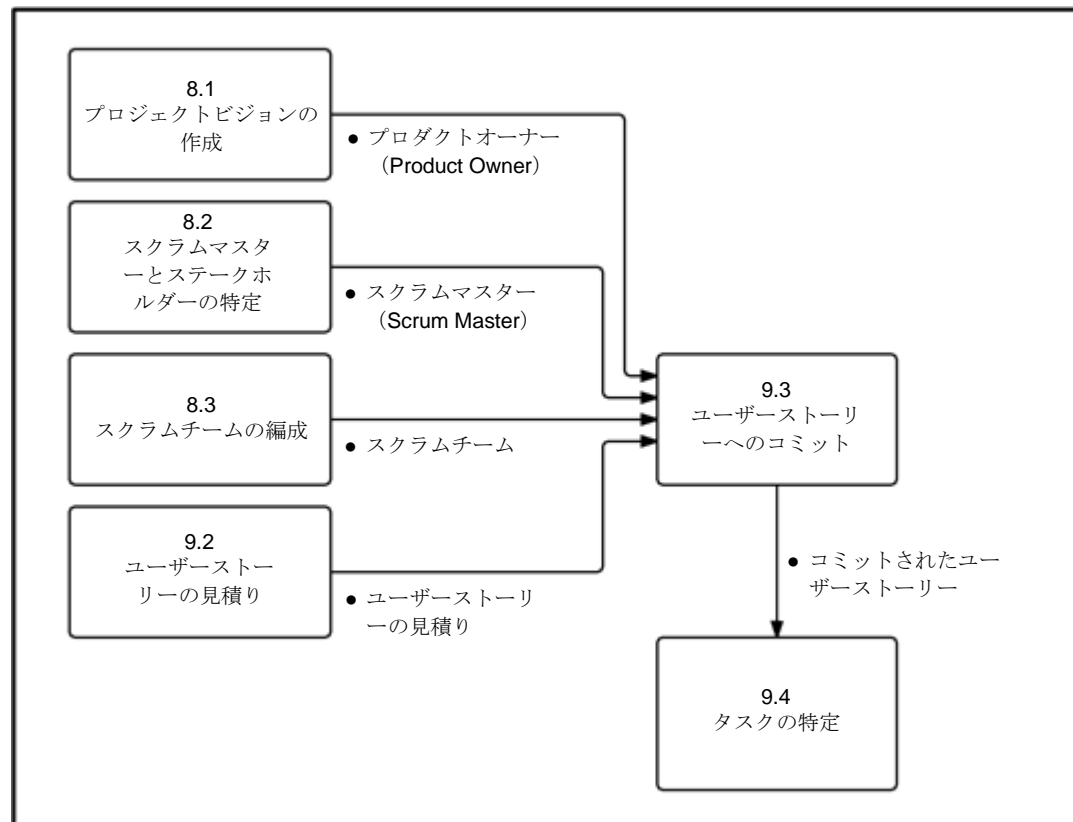 8.1
プロジェクトビジョンの
作成
● プロダクトオーナー
（Product Owner）
8.2
スクラムマスタ
ーとステークホ
ルダーの特定
● スクラムマスター
（Scrum Master）
8.3
スクラムチームの編成
● スクラムチーム
9.2
ユーザーストー
リーの見積り
● ユーザーストーリ
ーの見積り
9.3
ユーザーストーリ
ーへのコミット
● コミットされたユー
ザーストーリー
9.4
タスクの特定